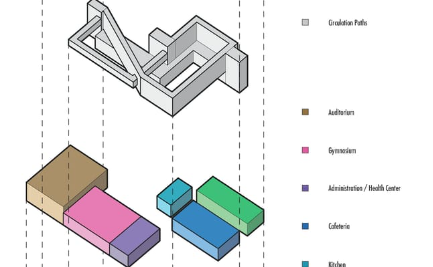 Circulation Paths
Auditorium
Gymnasium
Administration / Health Center
Cafeteria
Kitchen